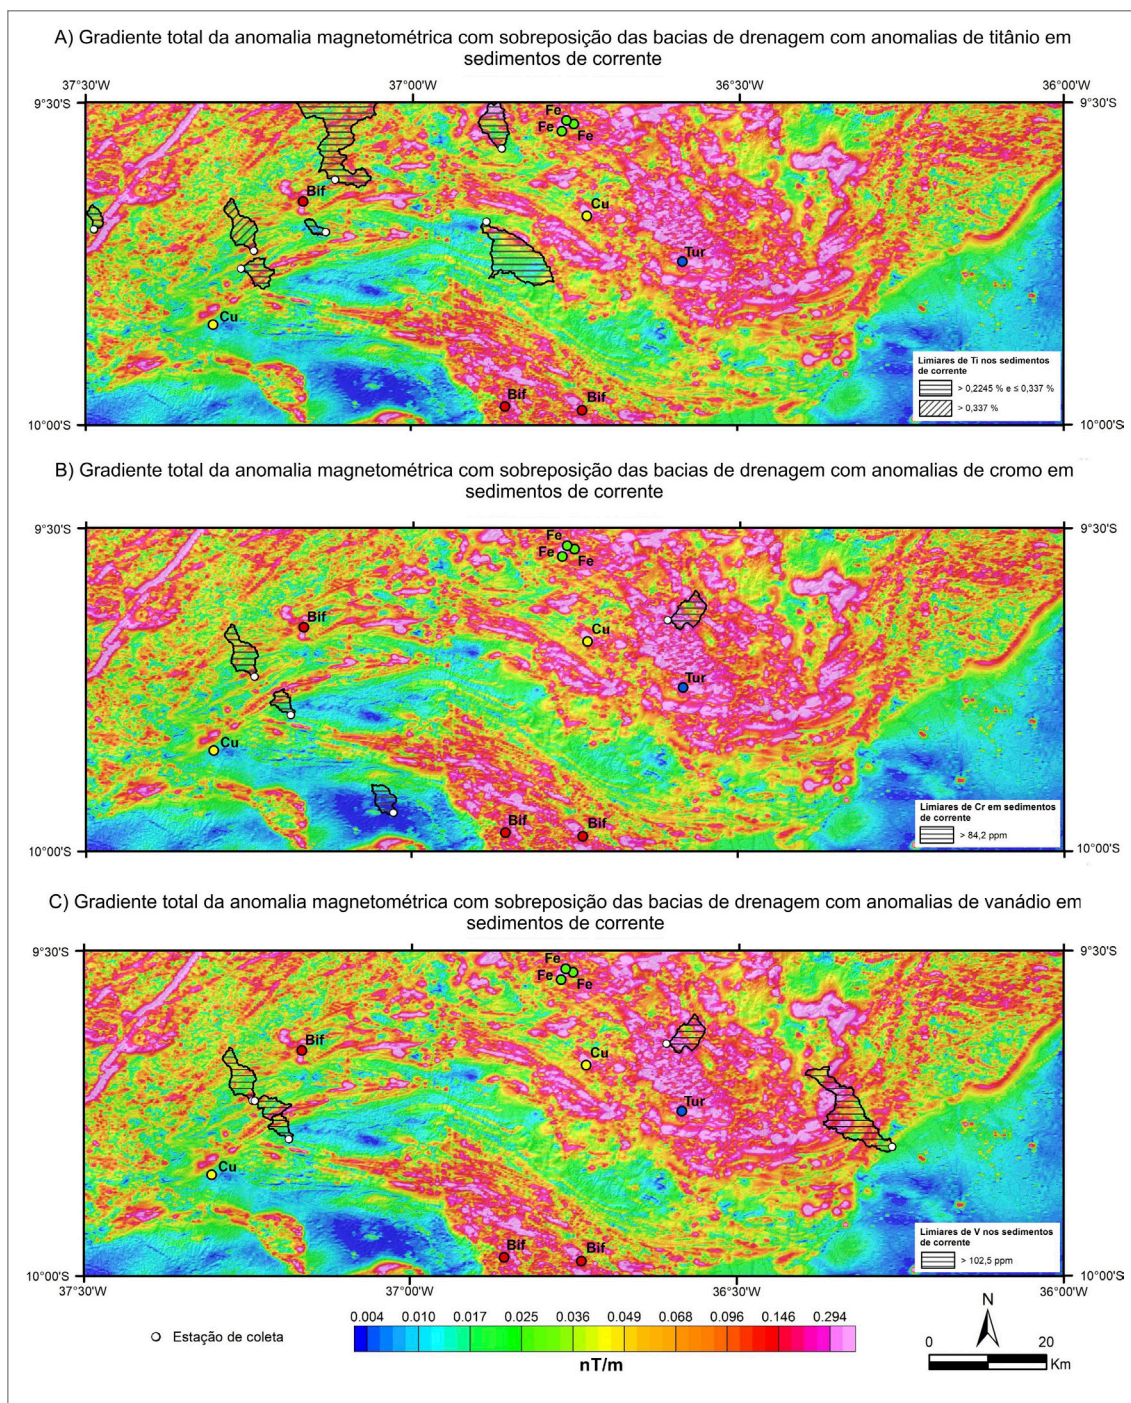 A) Gradiente total da anomalia magnetométrica com sobreposição das bacias de drenagem com anomalias de titânio em
sedimentos de corrente
37°30'W
37°00'W
36°30'W
36°00'W
9°30'S
9°30'S
Fe
Fe
Fe
Bif
Cu
Tur
Cu
Bif
Bif
Limiares de Ti nos sedimentos
de corrente
> 0,2245 % e ≤ 0,337 %
> 0,337 %
10°00'S
10°00'S
B) Gradiente total da anomalia magnetométrica com sobreposição das bacias de drenagem com anomalias de cromo em
sedimentos de corrente
9°30'S
9°30'S
Fe
Fe
Fe
Bif
Cu
Tur
Cu
Bif
Bif
Limiares de Cr em sedimentos
de corrente
> 84,2 ppm
10°00'S
10°00'S
C) Gradiente total da anomalia magnetométrica com sobreposição das bacias de drenagem com anomalias de vanádio em
sedimentos de corrente
9°30'S
9°30'S
Fe
Fe
Fe
Bif
Cu
Tur
Cu
Bif
Bif
Limiares de V nos sedimentos
de corrente
> 102,5 ppm
10°00'S
10°00'S
37°30'W
37°00'W
36°30'W
36°00'W
Estação de coleta
0.004 0.010 0.017 0.025 0.036 0.049 0.068 0.096 0.146 0.294
nT/m
N
0 20
Km